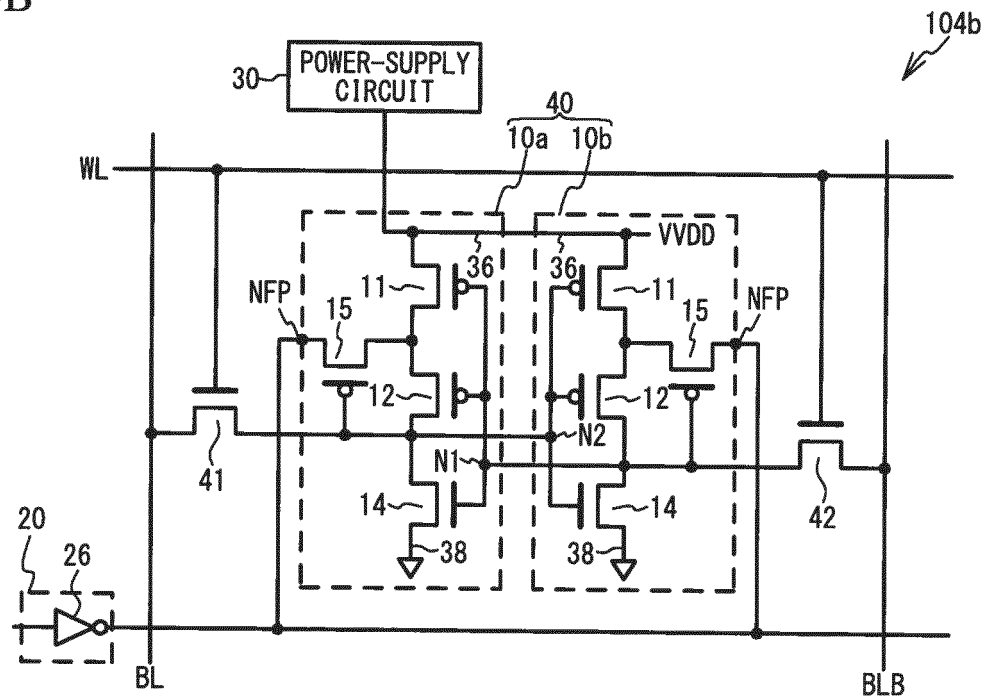 104b
POWER-SUPPLY
CIRCUIT
30
40
10a 10b
WL
VVDD
36 36
11 11
NFP 15 15 NFP
12 12
N2
N1
41
14 14
42
20
26
38 38
BL
BLB